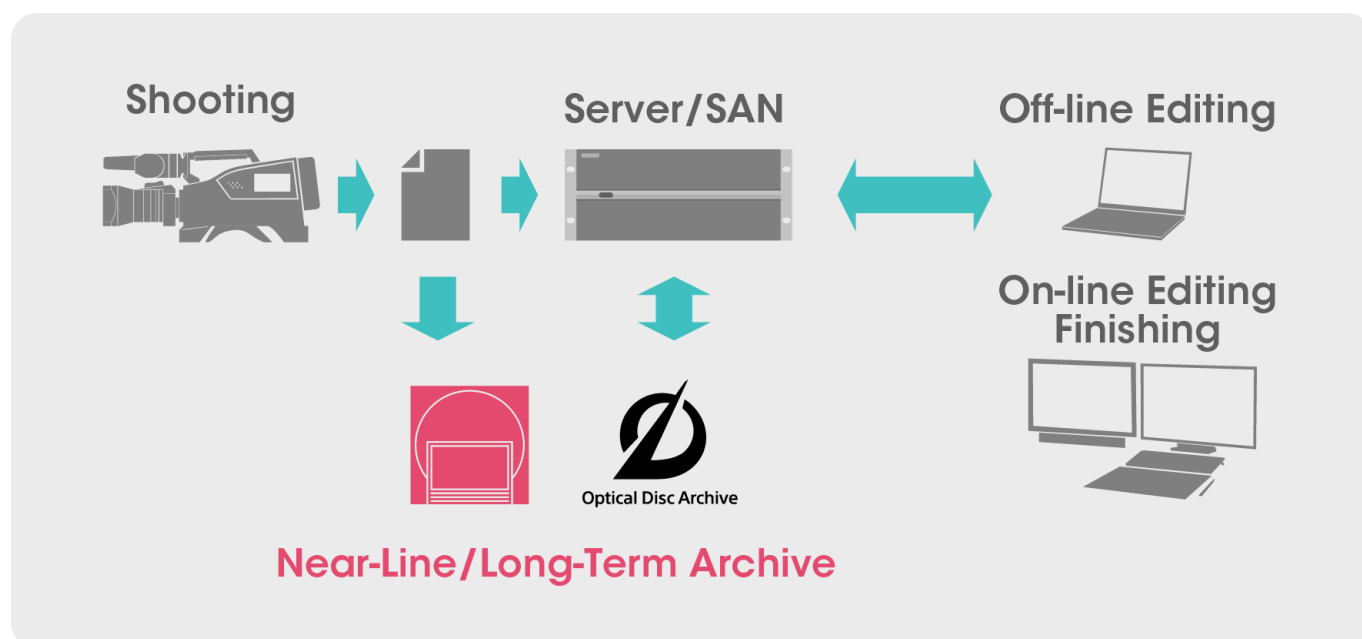 Shooting
Server/SAN
Off-line Editing
On-line Editing
Finishing
Optical Disc Archive
Near-Line/Long-Term Archive